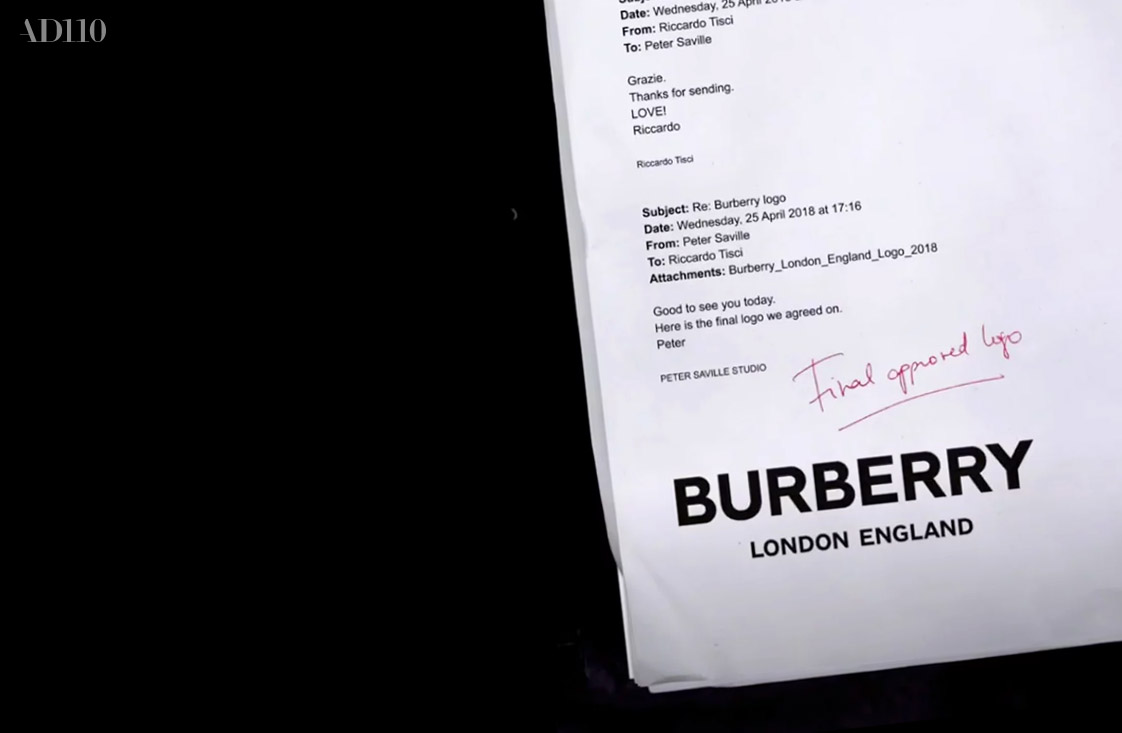 AD110
Date: Wednesday, 25 April 2018
From: Riccardo Tisci
To: Peter Saville
Grazie.
Thanks for sending.
LOVE!
Riccardo
Riccardo Tisci
Subject: Re: Burberry logo
Date: Wednesday, 25 April 2018 at 17:16
From: Peter Saville
To: Riccardo Tisci
Attachments: Burberry_London_England_Logo_2018
Good to see you today.
Here is the final logo we agreed on.
Peter
PETER SAVILLE STUDIO
Final approved logo
BURBERRY
LONDON ENGLAND